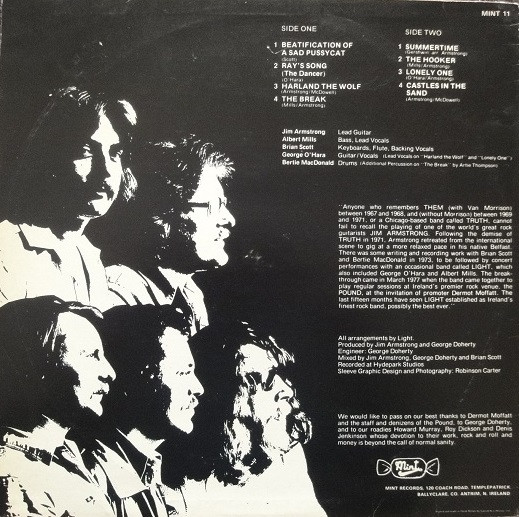 MINT 11
SIDE ONE
1 BEATIFICATION OF
A SAD PUSSYCAT
(Scott)
2 RAY'S SONG
(The Dancer)
(O'Hara)
3 HARLAND THE WOLF
(Armstrong/McDowell)
4 THE BREAK
(Mills/Armstrong)
SIDE TWO
1 SUMMERTIME
(Gershwin: arr. Armstrong)
2 THE HOOKER
(Mills/Armstrong)
3 LONELY ONE
(O'Hara/Armstrong)
4 CASTLES IN THE
SAND
(Armstrong/McDowell)
Jim Armstrong Lead Guitar
Albert Mills Bass, Lead Vocals
Brian Scott Keyboards, Flute, Backing Vocals
George O'Hara Guitar/Vocals (Lead Vocals on "Harland the Wolf" and "Lonely One")
Bertie MacDonald Drums (Additional Percussion on "The Break" by Artie Thompson)
"Anyone who remembers THEM (with Van Morrison)
between 1967 and 1968, and (without Morrison) between 1969
and 1971, or a Chicago-based band called TRUTH, cannot
fail to recall the playing of one of the world's great rock
guitarists JIM ARMSTRONG. Following the demise of
TRUTH in 1971, Armstrong retreated from the international
scene to gig at a more relaxed pace in his native Belfast.
There was some writing and recording work with Brian Scott
and Bertie MacDonald in 1973, to be followed by concert
performances with an occasional band called LIGHT, which
also included George O'Hara and Albert Mills. The break-
through came in March 1977 when the band came together to
play regular sessions at Ireland's premier rock venue, the
POUND, at the invitation of promoter Dermot Moffatt. The
last fifteen months have seen LIGHT established as Ireland's
finest rock band, possibly the best ever."
All arrangements by Light.
Produced by Jim Armstrong and George Doherty
Engineer: George Doherty
Mixed by Jim Armstrong, George Doherty and Brian Scott
Recorded at Hydepark Studios
Sleeve Graphic Design and Photography: Robinson Carter
We would like to pass on our best thanks to Dermot Moffatt
and the staff and denizens of the Pound, to George Doherty,
and to our roadies Howard Murray, Roy Dickson and Denis
Jenkinson whose devotion to their work, rock and roll and
money is beyond the call of normal sanity.
Mint
MINT RECORDS, 120 COACH ROAD, TEMPLEPATRICK,
BALLYCLARE, CO. ANTRIM, N. IRELAND